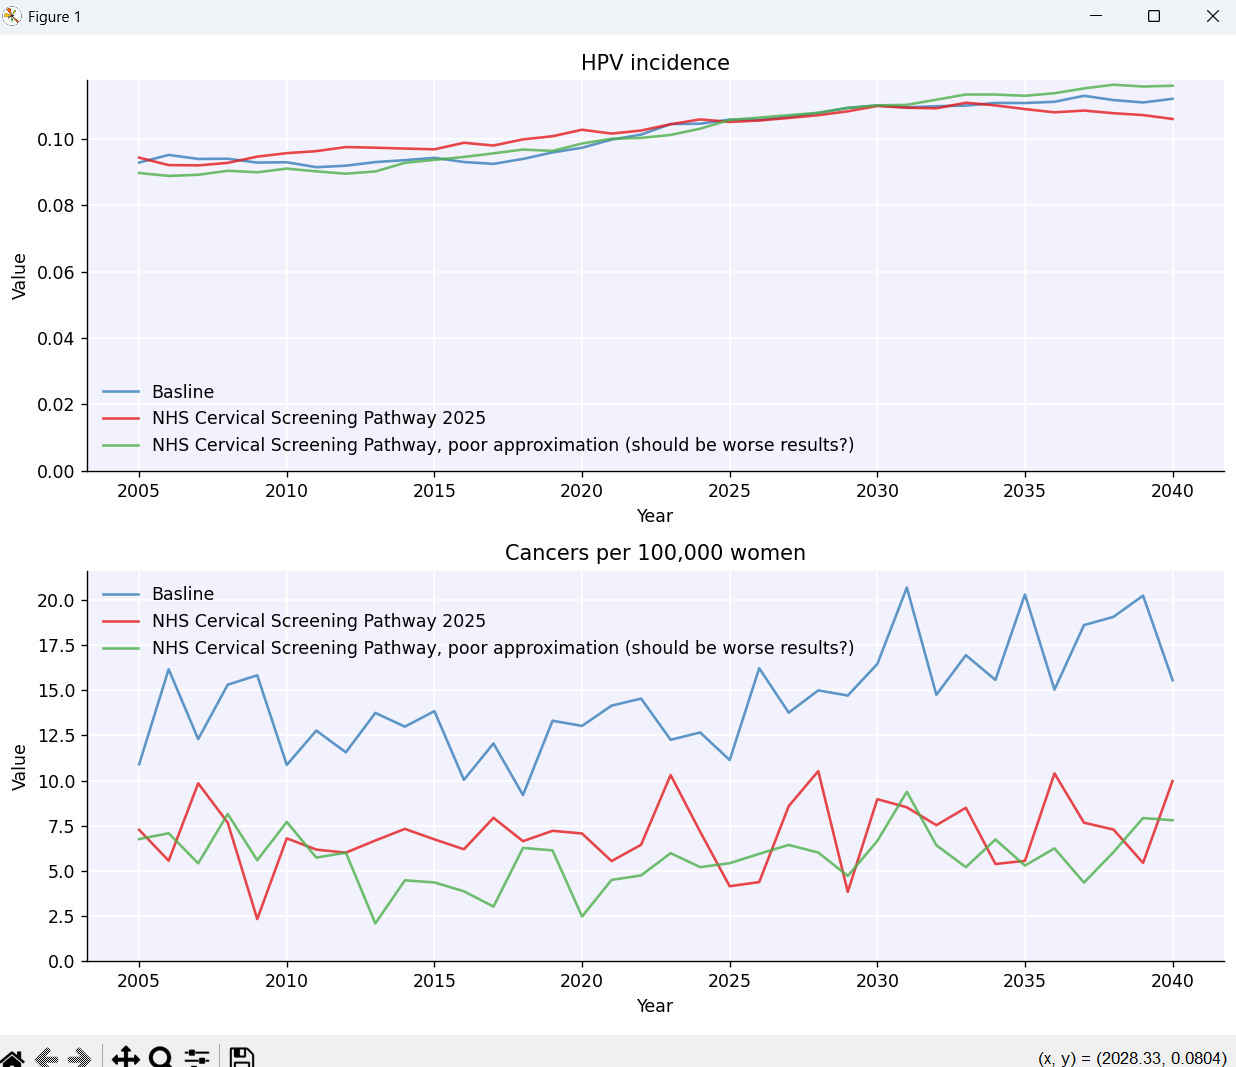 Figure 1
HPV incidence
0.10
0.08
0.06
0.04
0.02
0.00
Value
Basline
NHS Cervical Screening Pathway 2025
NHS Cervical Screening Pathway, poor approximation (should be worse results?)
2005 2010 2015 2020 2025 2030 2035 2040
Year
Cancers per 100,000 women
20.0
17.5
15.0
12.5
10.0
7.5
5.0
2.5
0.0
Value
Basline
NHS Cervical Screening Pathway 2025
NHS Cervical Screening Pathway, poor approximation (should be worse results?)
2005 2010 2015 2020 2025 2030 2035 2040
Year
(x, y) = (2028.33, 0.0804)